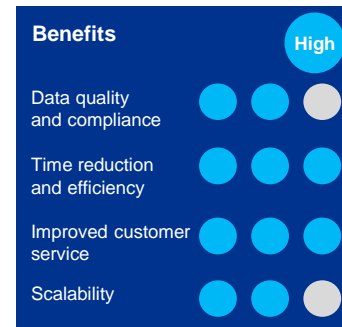 Benefits
High
Data quality
and compliance
Time reduction
and efficiency
Improved customer
service
Scalability